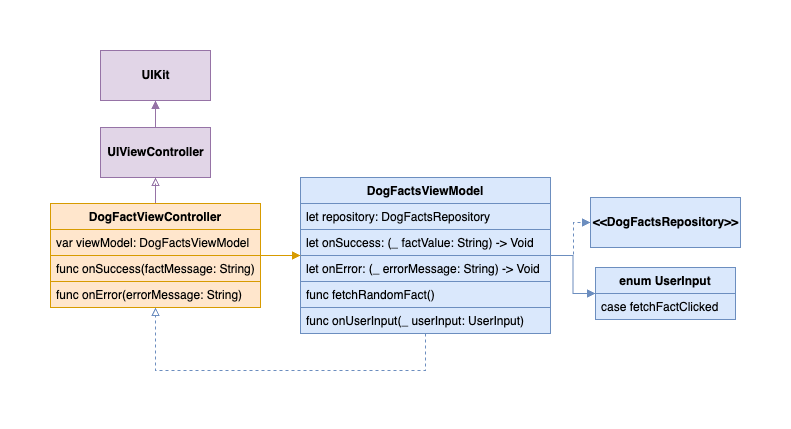 UIKit
UIViewController
DogFactViewController
var viewModel: DogFactsViewModel
func onSuccess(factMessage: String)
func onError(errorMessage: String)
DogFactsViewModel
let repository: DogFactsRepository
let onSuccess: (_ factValue: String) -> Void
let onError: (_ errorMessage: String) -> Void
func fetchRandomFact()
func onUserInput(_ userInput: UserInput)
<<DogFactsRepository>>
enum UserInput
case fetchFactClicked